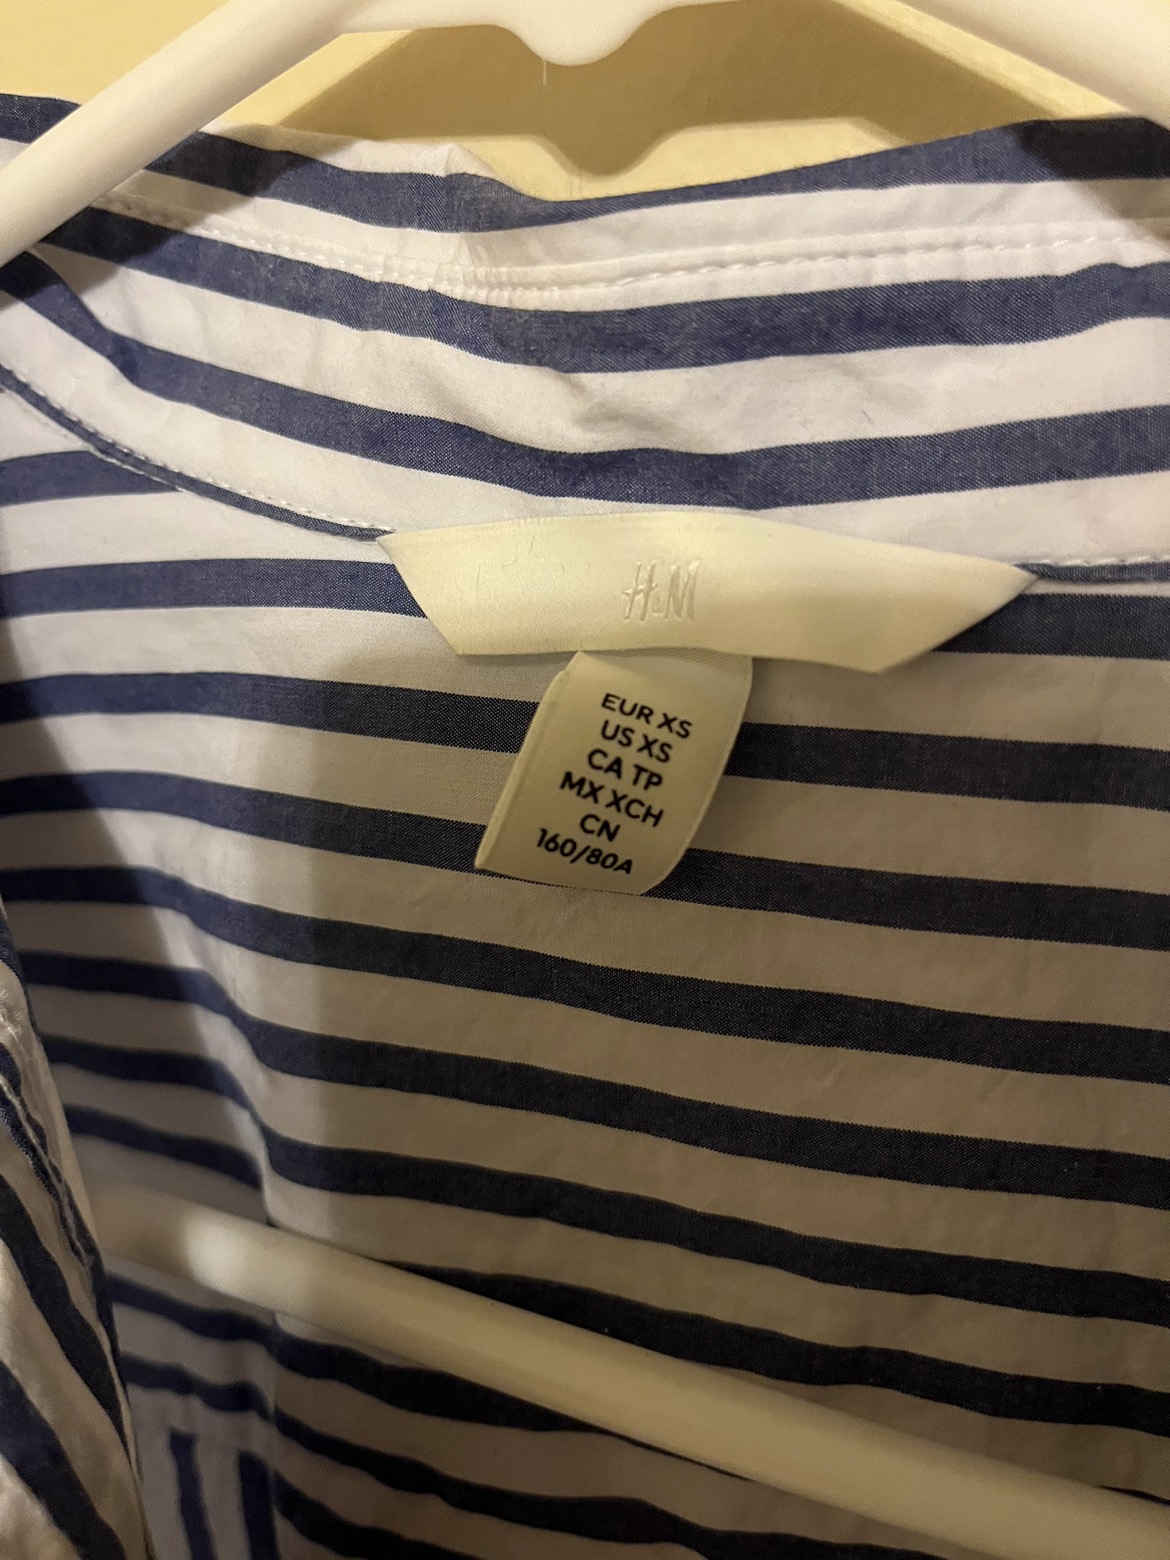 H&M
EUR XS
US XS
CA TP
MX XCH
CN
160/80A